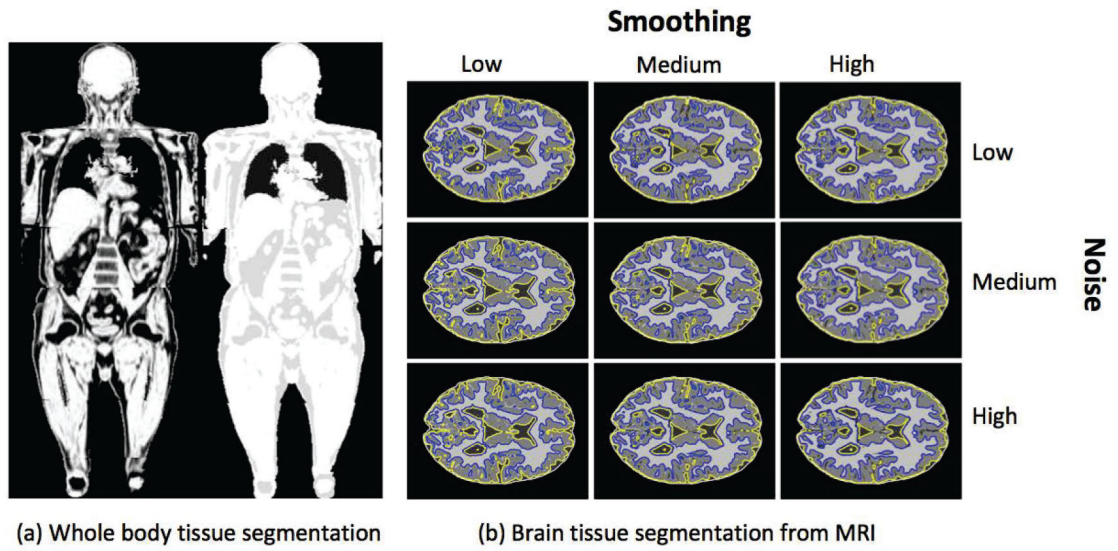 Smoothing
Low Medium High
Low
Medium
High
Noise
(a) Whole body tissue segmentation
(b) Brain tissue segmentation from MRI